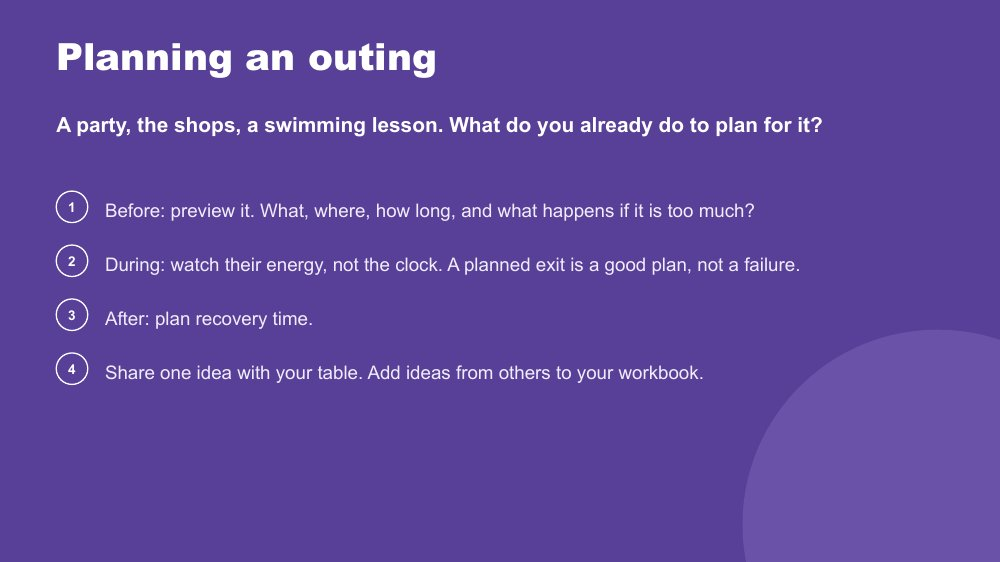 Planning an outing
A party, the shops, a swimming lesson. What do you already do to plan for it?
1 Before: preview it. What, where, how long, and what happens if it is too much?
2 During: watch their energy, not the clock. A planned exit is a good plan, not a failure.
3 After: plan recovery time.
4 Share one idea with your table. Add ideas from others to your workbook.